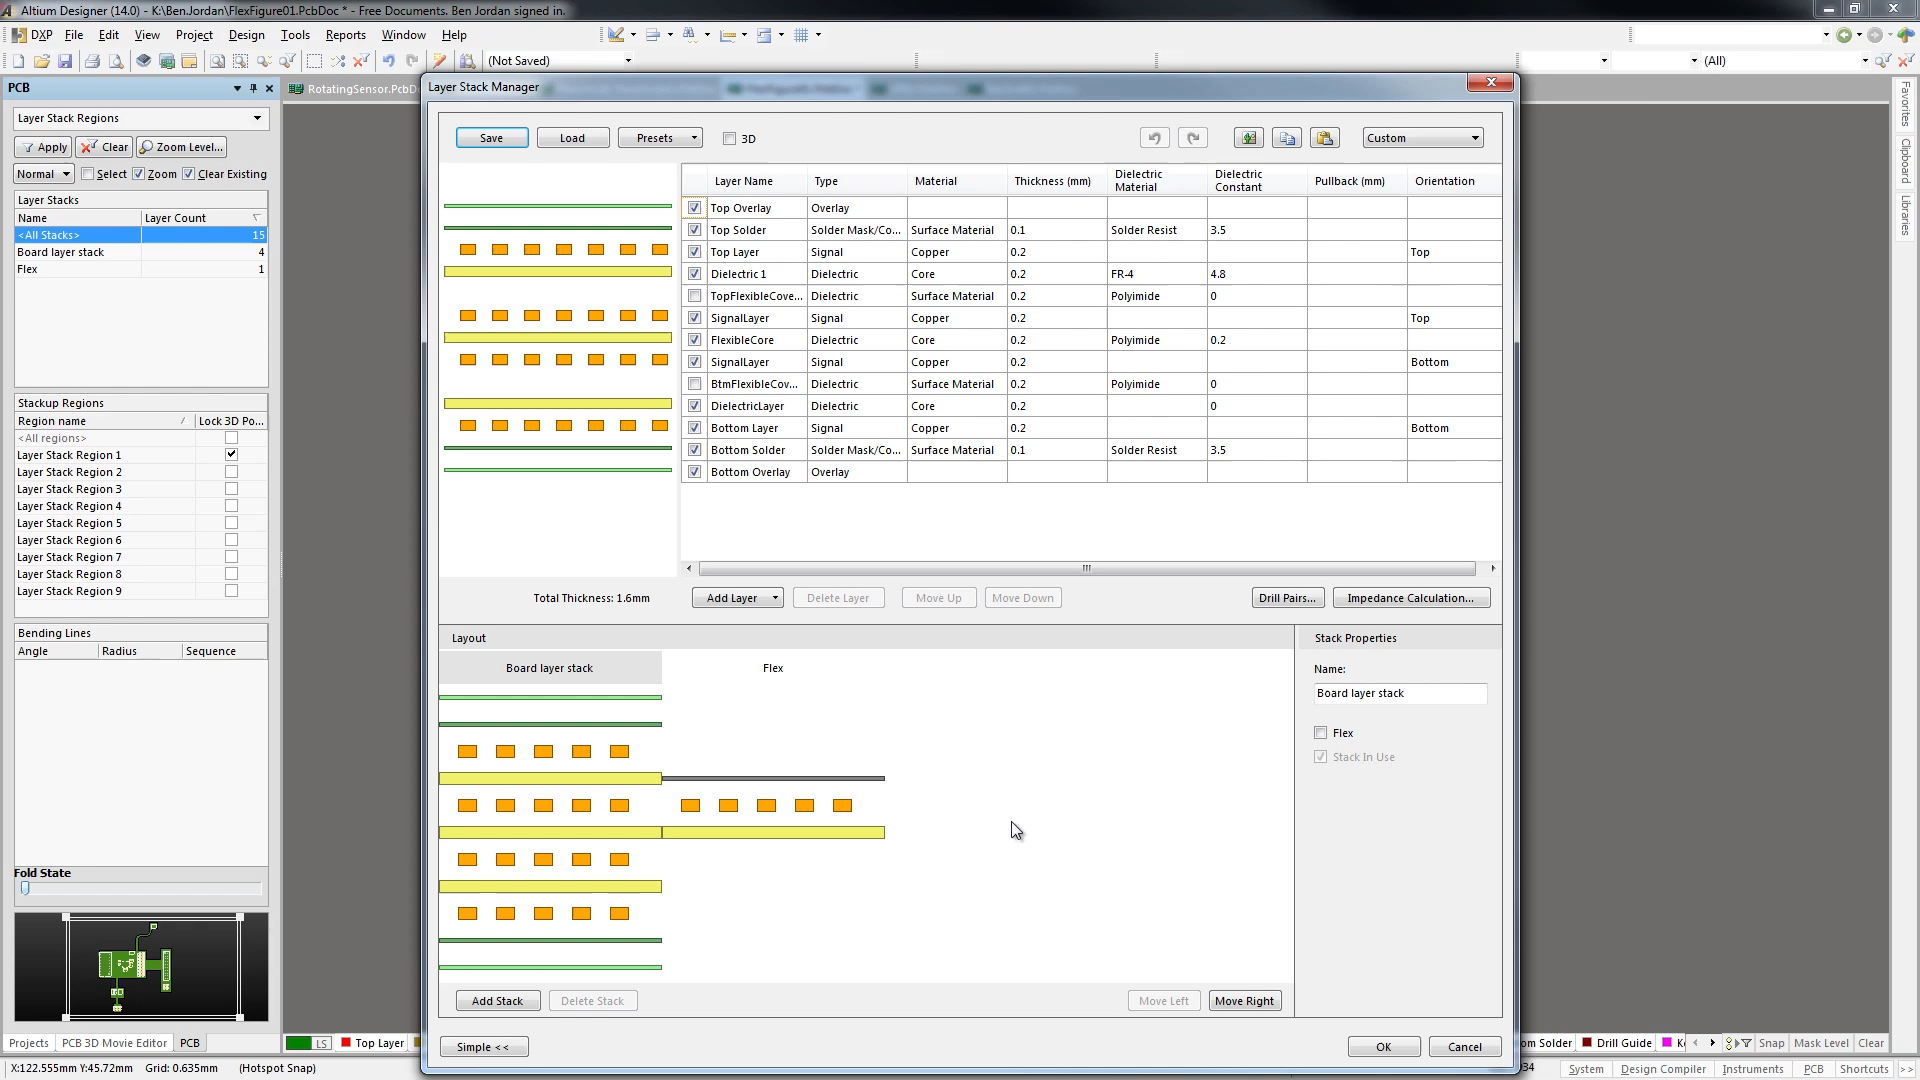 Altium Designer (14.0) - K:\Ben.Jordan\FlexFigure01.PcbDoc * - Free Documents. Ben Jordan signed in.
DXP File Edit View Project Design Tools Reports Window Help
(Not Saved) (All)
PCB
RotatingSensor.PcbD
Layer Stack Manager
Layer Stack Regions
Apply Clear Zoom Level...
Normal Select Zoom Clear Existing
Layer Stacks
Name Layer Count
<All Stacks> 15
Board layer stack 4
Flex 1
Stackup Regions
Region name Lock 3D Po...
<All regions>
Layer Stack Region 1
Layer Stack Region 2
Layer Stack Region 3
Layer Stack Region 4
Layer Stack Region 5
Layer Stack Region 6
Layer Stack Region 7
Layer Stack Region 8
Layer Stack Region 9
Bending Lines
Angle Radius Sequence
Fold State
Projects PCB 3D Movie Editor PCB
Save Load Presets 3D Custom
Layer Name Type Material Thickness (mm) Dielectric Material Dielectric Constant Pullback (mm) Orientation
Top Overlay Overlay
Top Solder Solder Mask/Co... Surface Material 0.1 Solder Resist 3.5
Top Layer Signal Copper 0.2 Top
Dielectric 1 Dielectric Core 0.2 FR-4 4.8
TopFlexibleCove... Dielectric Surface Material 0.2 Polyimide 0
SignalLayer Signal Copper 0.2 Top
FlexibleCore Dielectric Core 0.2 Polyimide 0.2
SignalLayer Signal Copper 0.2 Bottom
BtmFlexibleCov... Dielectric Surface Material 0.2 Polyimide 0
DielectricLayer Dielectric Core 0.2 0
Bottom Layer Signal Copper 0.2 Bottom
Bottom Solder Solder Mask/Co... Surface Material 0.1 Solder Resist 3.5
Bottom Overlay Overlay
Total Thickness: 1.6mm Add Layer Delete Layer Move Up Move Down Drill Pairs... Impedance Calculation...
Layout
Board layer stack Flex
Stack Properties
Name:
Board layer stack
Flex
Stack In Use
Add Stack Delete Stack Move Left Move Right
Simple << OK Cancel
Favorites
Clipboard
Libraries
LS Top Layer
om Solder Drill Guide Snap Mask Level Clear
X:122.555mm Y:45.72mm Grid: 0.635mm (Hotspot Snap)
34 System Design Compiler Instruments PCB Shortcuts >>